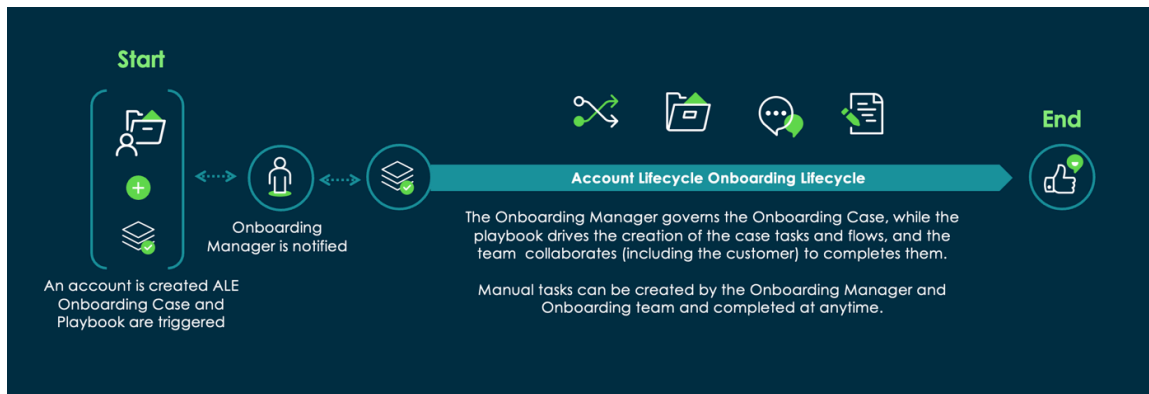 Start
An account is created ALE
Onboarding Case and
Playbook are triggered
Onboarding
Manager is notified
Account Lifecycle Onboarding Lifecycle
The Onboarding Manager governs the Onboarding Case, while the
playbook drives the creation of the case tasks and flows, and the
team collaborates (including the customer) to completes them.
Manual tasks can be created by the Onboarding Manager and
Onboarding team and completed at anytime.
End